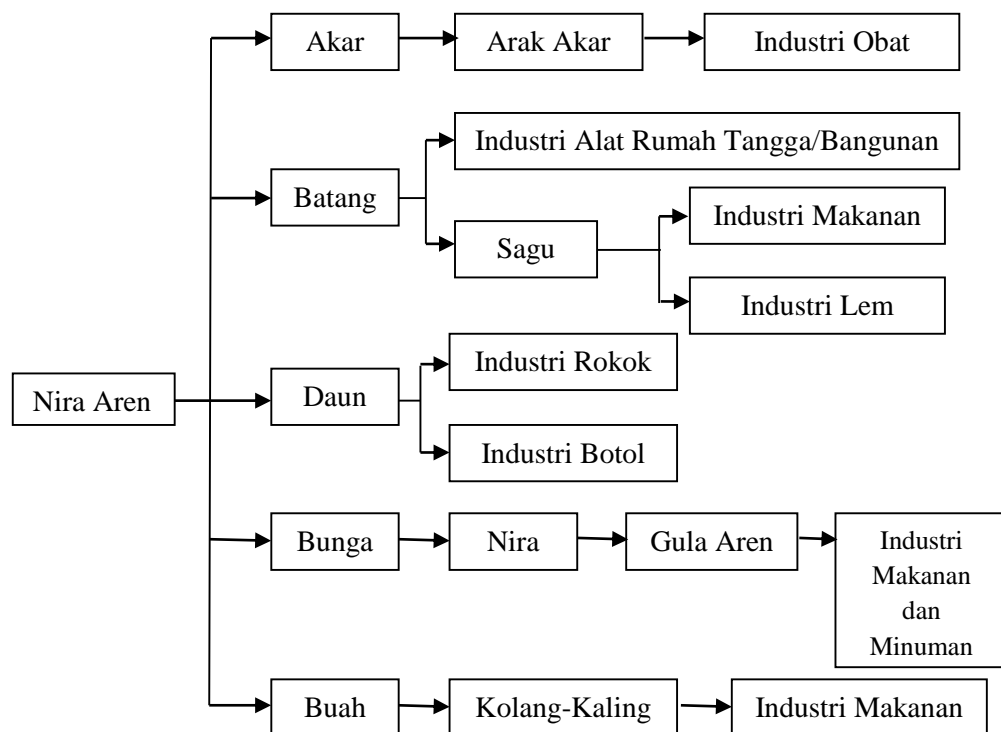 Akar
Arak Akar
Industri Obat
Industri Alat Rumah Tangga/Bangunan
Batang
Industri Makanan
Sagu
Industri Lem
Industri Rokok
Nira Aren
Daun
Industri Botol
Bunga
Nira
Gula Aren
Industri
Makanan
dan
Minuman
Buah
Kolang-Kaling
Industri Makanan